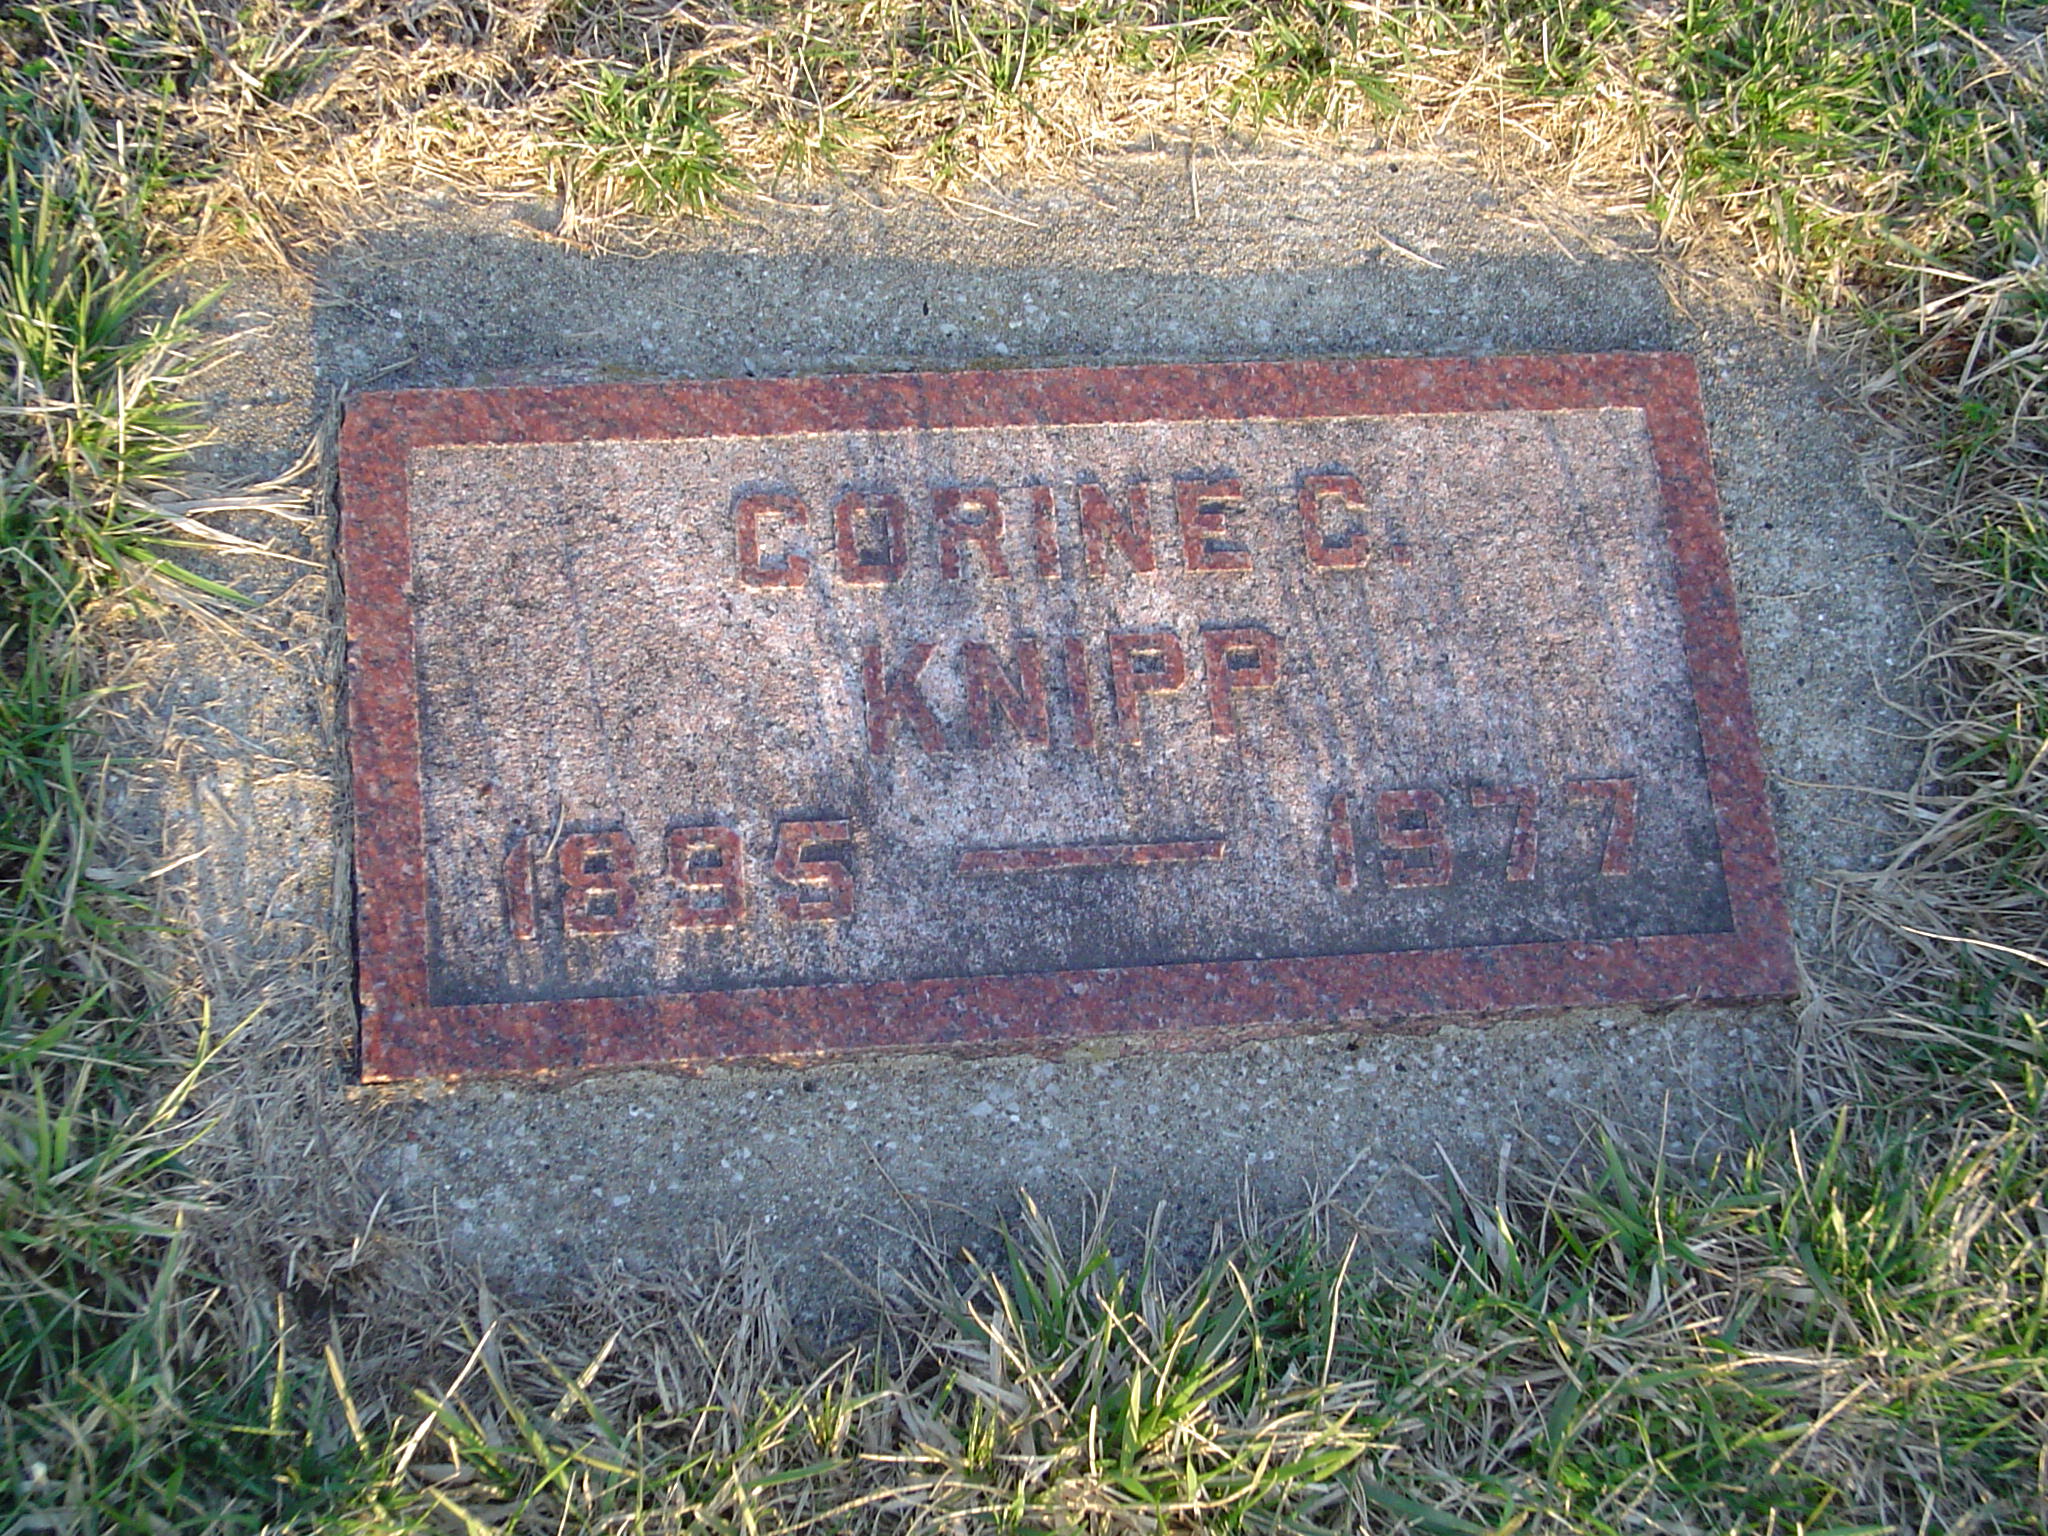 CORINE C.
KNIPP
1895 — 1977